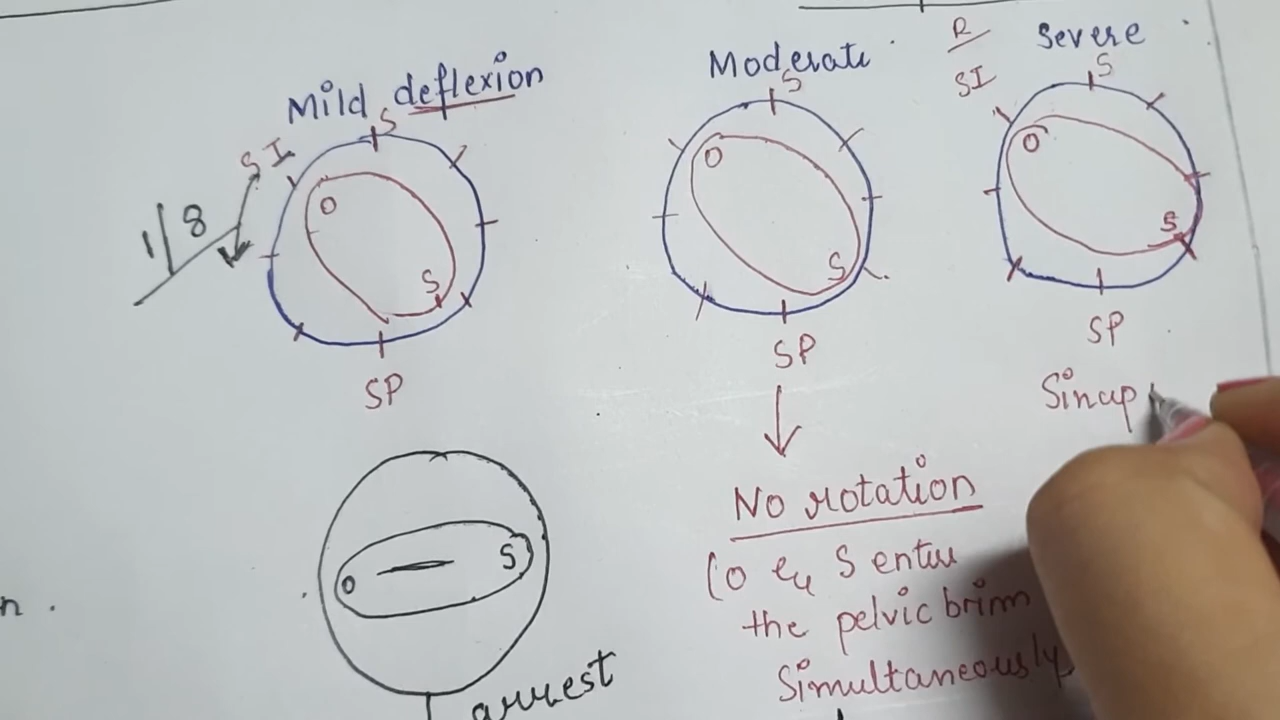 Mild deflexion
S
SI
1/8
O
S
SP
O
S
arrest
n.
Moderate
S
O
S
SP
No rotation
(O & S enter
the pelvic brim
Simultaneously
R
SI
Severe
S
O
S
SP
Sinap